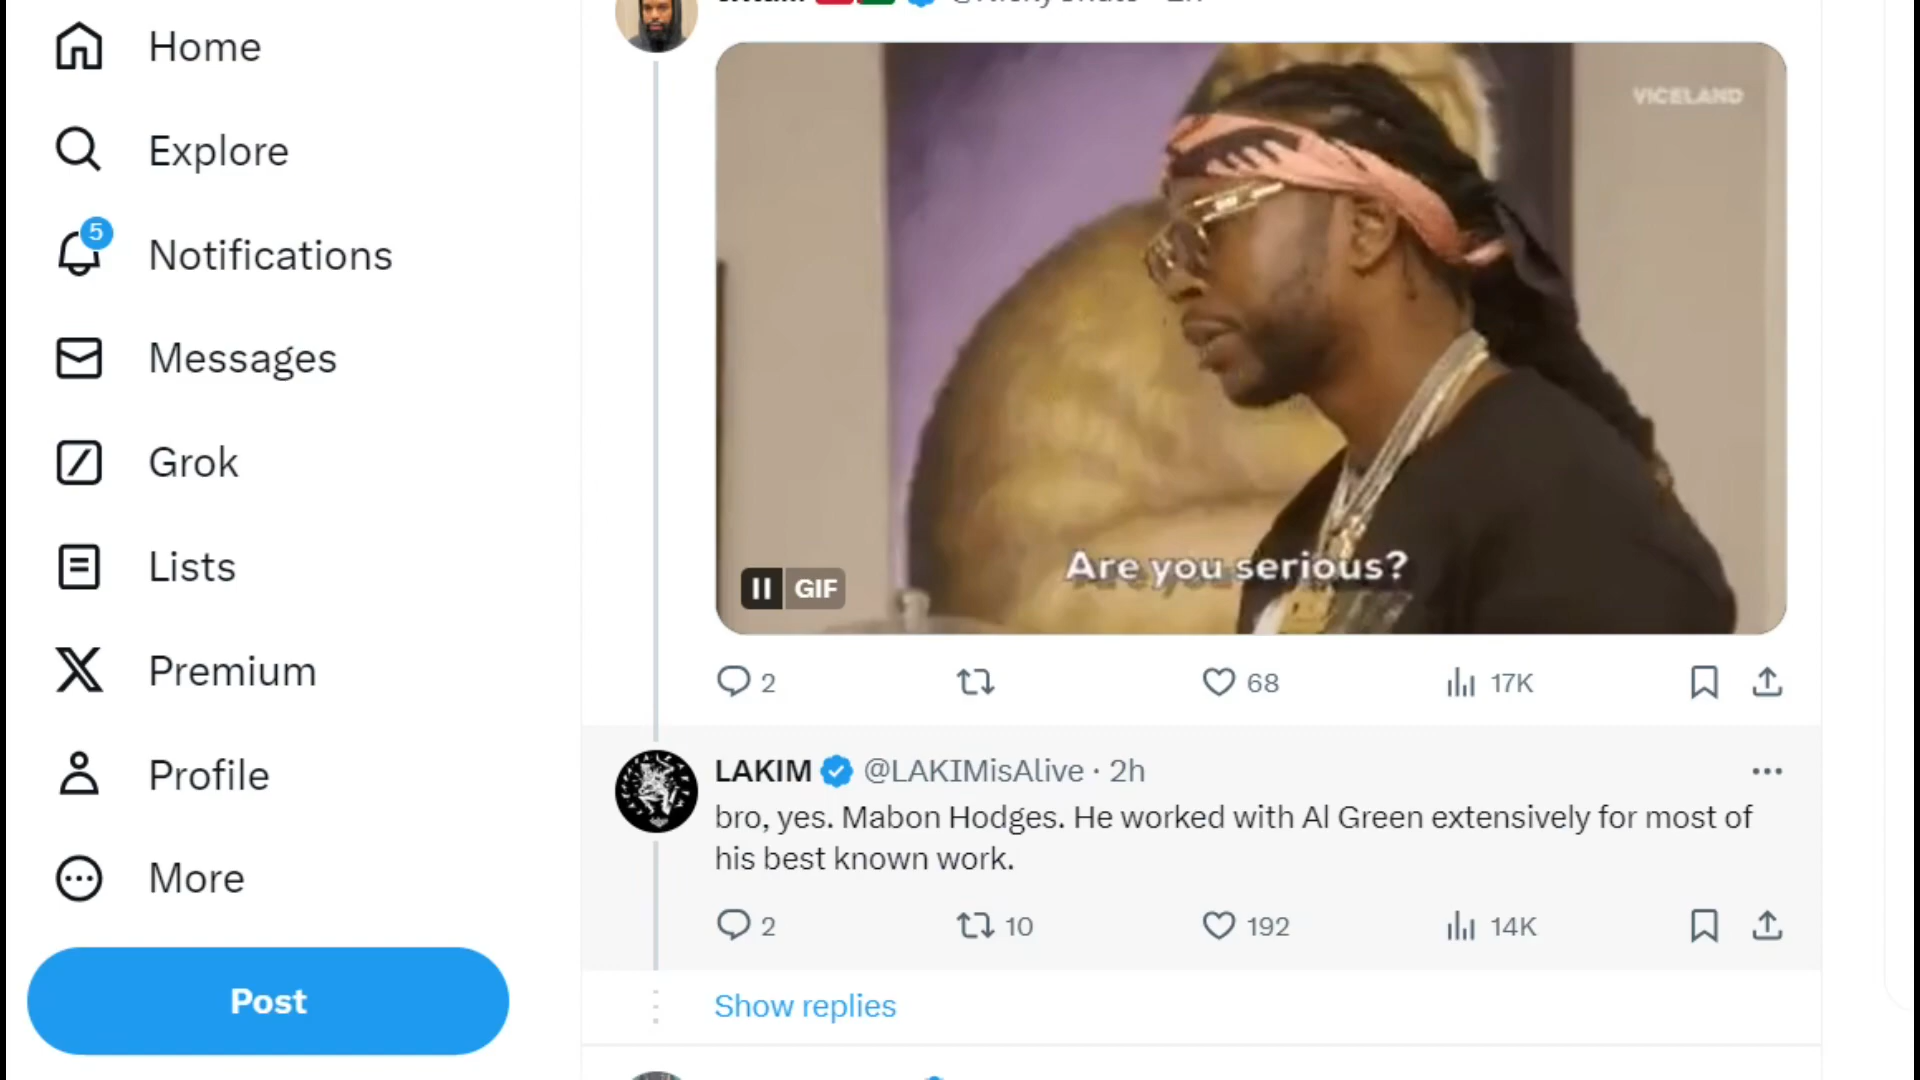 Home
Explore
5
Notifications
Messages
Grok
Lists
Premium
Profile
More
Post
VICELAND
Are you serious?
GIF
2
68
17K
LAKIM @LAKIMisAlive · 2h
bro, yes. Mabon Hodges. He worked with Al Green extensively for most of
his best known work.
2
10
192
14K
Show replies